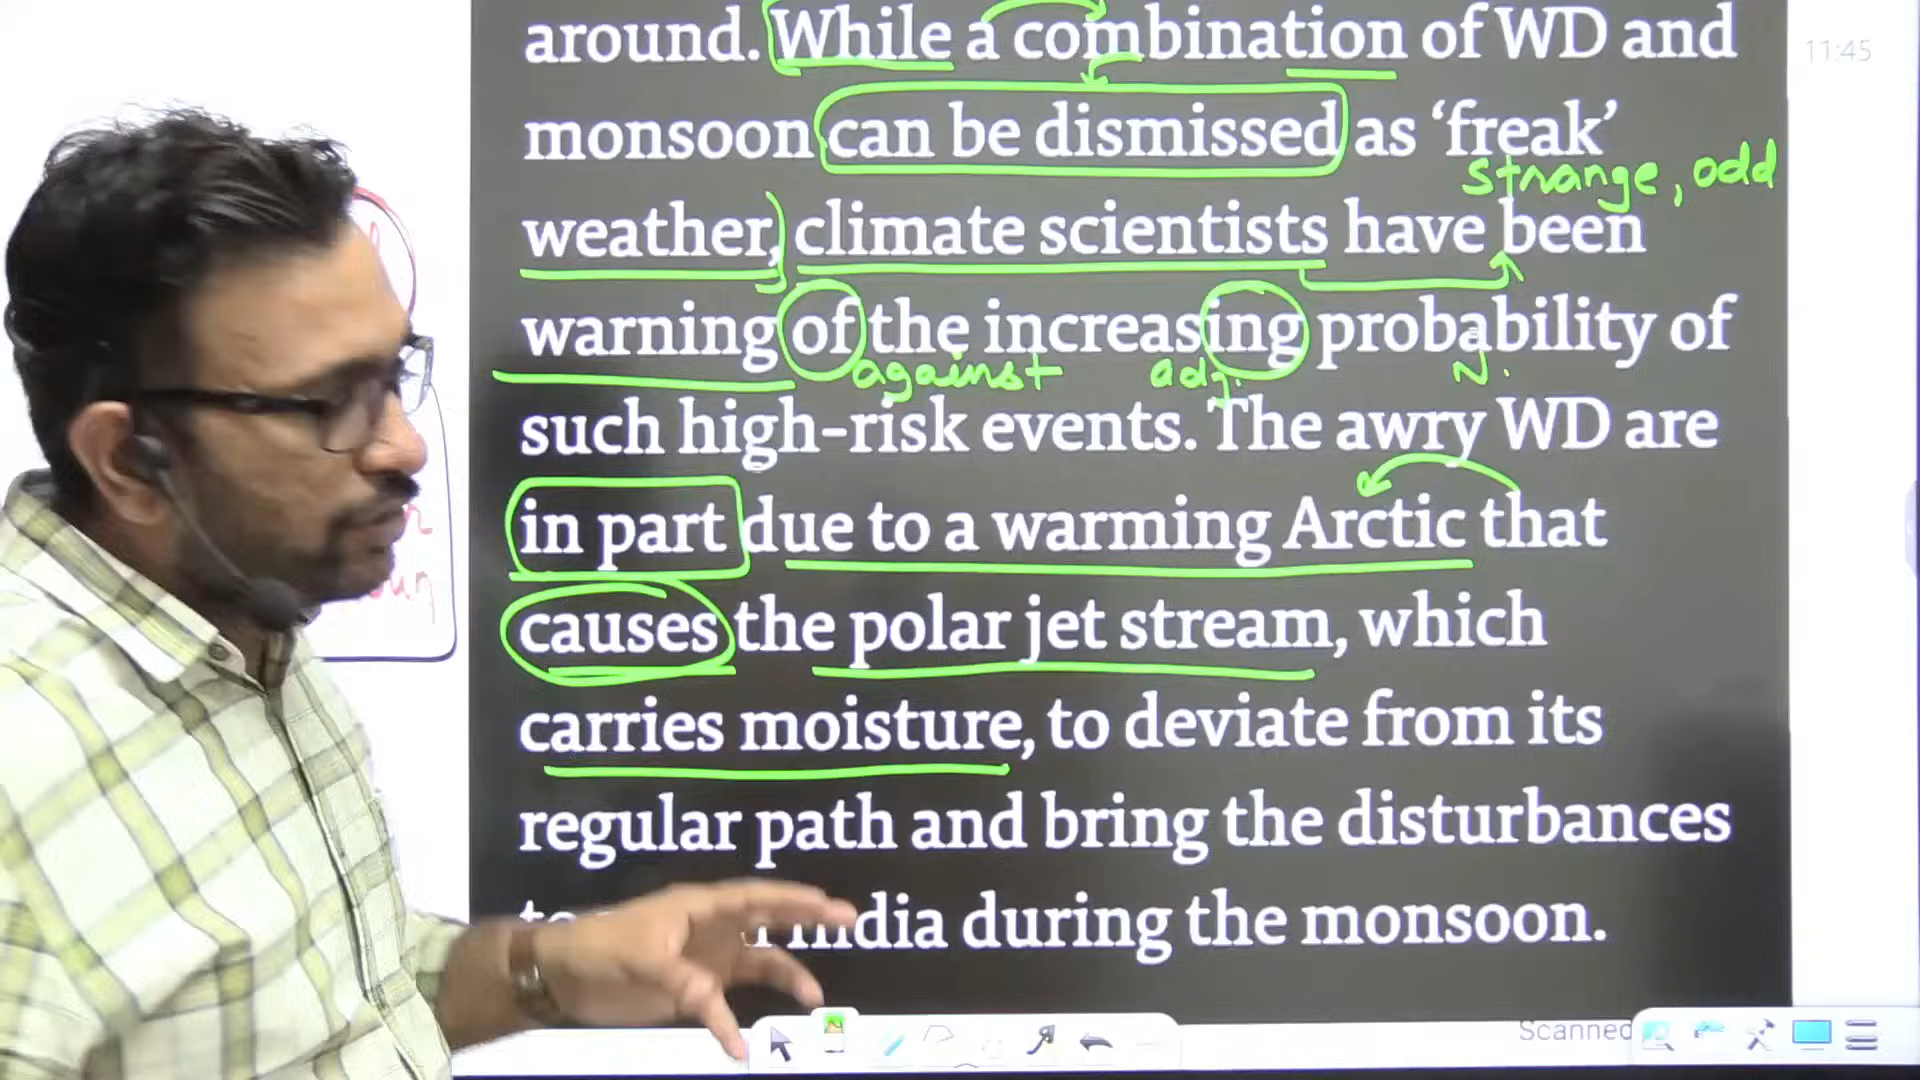 around. While a combination of WD and
11:45
monsoon can be dismissed as ‘freak’
strange, odd
weather, climate scientists have been
warning of the increasing probability of
against adj. N.
such high-risk events. The awry WD are
in part due to a warming Arctic that
causes the polar jet stream, which
carries moisture, to deviate from its
regular path and bring the disturbances
India during the monsoon.
Scanned